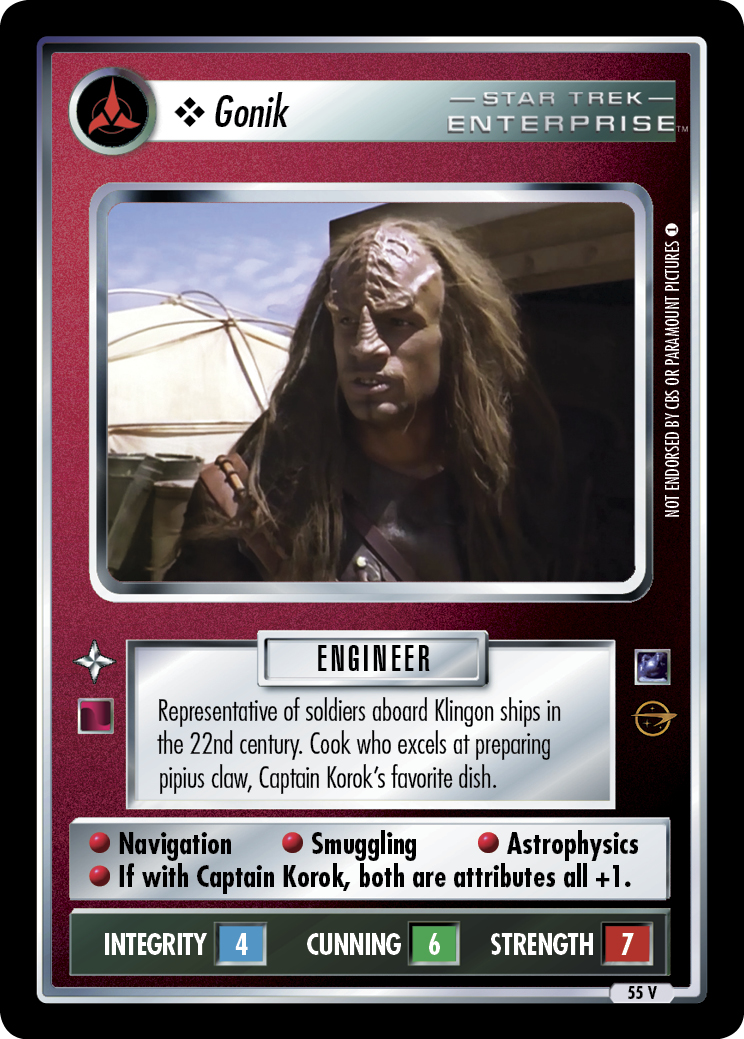 ❖ Gonik
STAR TREK
ENTERPRISE™
NOT ENDORSED BY CBS OR PARAMOUNT PICTURES 1
ENGINEER
Representative of soldiers aboard Klingon ships in
the 22nd century. Cook who excels at preparing
pipius claw, Captain Korok's favorite dish.
Navigation Smuggling Astrophysics
If with Captain Korok, both are attributes all +1.
INTEGRITY 4 CUNNING 6 STRENGTH 7
55 V